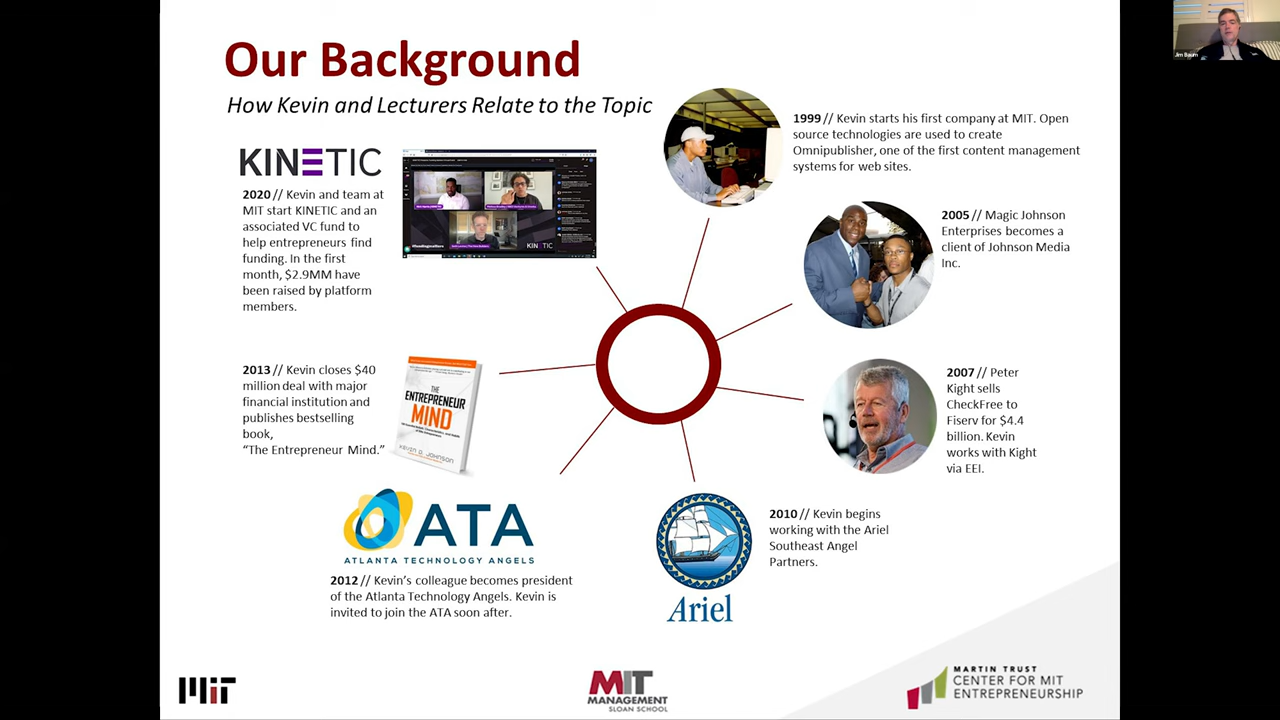 Our Background
How Kevin and Lecturers Relate to the Topic
KINETIC
2020 // Kevin and team at
MIT start KINETIC and an
associated VC fund to
help entrepreneurs find
funding. In the first
month, $2.9MM have
been raised by platform
members.
KINETIC
1999 // Kevin starts his first company at MIT. Open
source technologies are used to create
Omnipublisher, one of the first content management
systems for web sites.
2005 // Magic Johnson
Enterprises becomes a
client of Johnson Media
Inc.
2007 // Peter
Kight sells
CheckFree to
Fiserv for $4.4
billion. Kevin
works with Kight
via EEI.
2010 // Kevin begins
working with the Ariel
Southeast Angel
Partners.
Ariel
ATA
ATLANTA TECHNOLOGY ANGELS
2012 // Kevin's colleague becomes president
of the Atlanta Technology Angels. Kevin is
invited to join the ATA soon after.
2013 // Kevin closes $40
million deal with major
financial institution and
publishes bestselling
book,
“The Entrepreneur Mind.”
THE
ENTREPRENEUR
MIND
KEVIN D. JOHNSON
MIT
MIT
MANAGEMENT
SLOAN SCHOOL
MARTIN TRUST
CENTER FOR MIT
ENTREPRENEURSHIP
Jim Baum